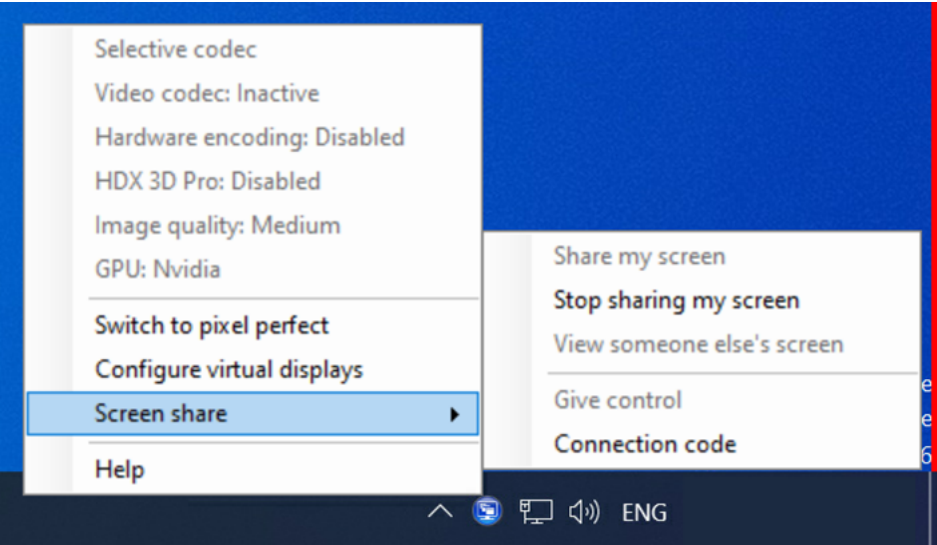 Selective codec
Video codec: Inactive
Hardware encoding: Disabled
HDX 3D Pro: Disabled
Image quality: Medium
GPU: Nvidia
Switch to pixel perfect
Configure virtual displays
Screen share
Help
Share my screen
Stop sharing my screen
View someone else's screen
Give control
Connection code
e
e
6
ENG